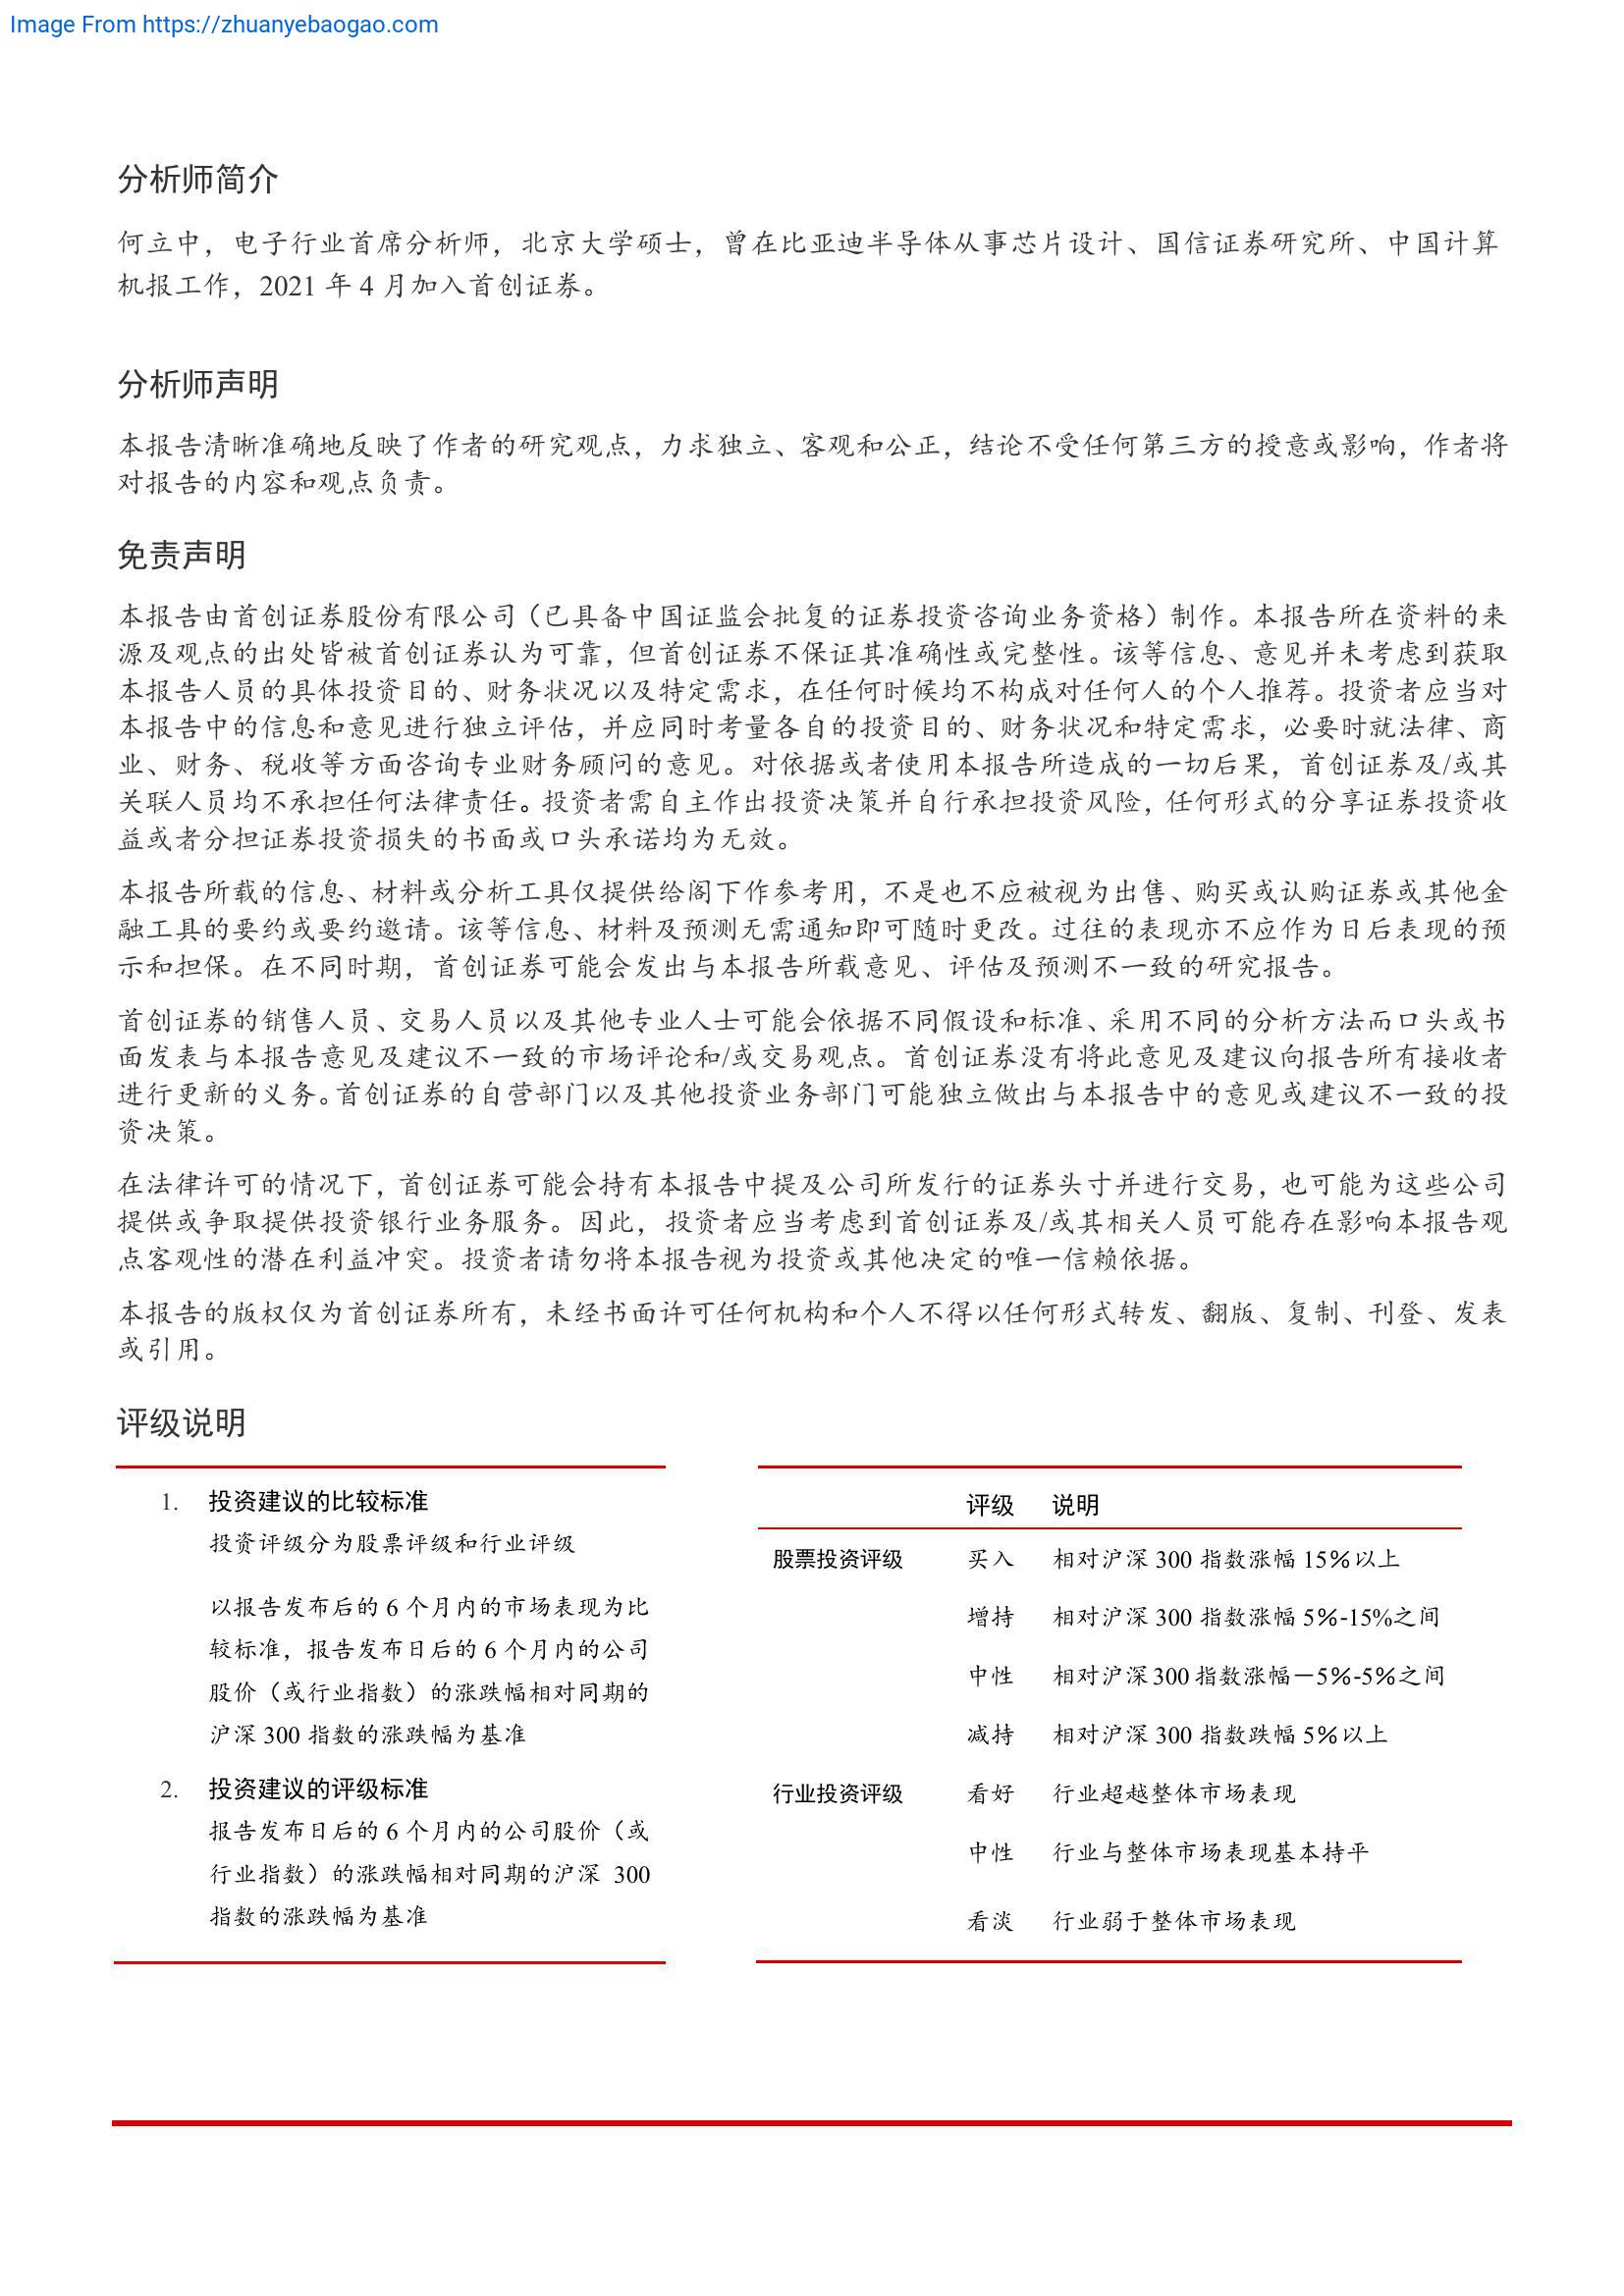 Image From https://zhuanyebaogao.com
分析师简介
何立中，电子行业首席分析师，北京大学硕士，曾在比亚迪半导体从事芯片设计、国信证券研究所、中国计算
机报工作，2021 年 4 月加入首创证券。
分析师声明
本报告清晰准确地反映了作者的研究观点，力求独立、客观和公正，结论不受任何第三方的授意或影响，作者将
对报告的内容和观点负责。
免责声明
本报告由首创证券股份有限公司（已具备中国证监会批复的证券投资咨询业务资格）制作。本报告所在资料的来
源及观点的出处皆被首创证券认为可靠，但首创证券不保证其准确性或完整性。该等信息、意见并未考虑到获取
本报告人员的具体投资目的、财务状况以及特定需求，在任何时候均不构成对任何人的个人推荐。投资者应当对
本报告中的信息和意见进行独立评估，并应同时考量各自的投资目的、财务状况和特定需求，必要时就法律、商
业、财务、税收等方面咨询专业财务顾问的意见。对依据或者使用本报告所造成的一切后果，首创证券及/或其
关联人员均不承担任何法律责任。投资者需自主作出投资决策并自行承担投资风险，任何形式的分享证券投资收
益或者分担证券投资损失的书面或口头承诺均为无效。
本报告所载的信息、材料或分析工具仅提供给阁下作参考用，不是也不应被视为出售、购买或认购证券或其他金
融工具的要约或要约邀请。该等信息、材料及预测无需通知即可随时更改。过往的表现亦不应作为日后表现的预
示和担保。在不同时期，首创证券可能会发出与本报告所载意见、评估及预测不一致的研究报告。
首创证券的销售人员、交易人员以及其他专业人士可能会依据不同假设和标准、采用不同的分析方法而口头或书
面发表与本报告意见及建议不一致的市场评论和/或交易观点。首创证券没有将此意见及建议向报告所有接收者
进行更新的义务。首创证券的自营部门以及其他投资业务部门可能独立做出与本报告中的意见或建议不一致的投
资决策。
在法律许可的情况下，首创证券可能会持有本报告中提及公司所发行的证券头寸并进行交易，也可能为这些公司
提供或争取提供投资银行业务服务。因此，投资者应当考虑到首创证券及/或其相关人员可能存在影响本报告观
点客观性的潜在利益冲突。投资者请勿将本报告视为投资或其他决定的唯一信赖依据。
本报告的版权仅为首创证券所有，未经书面许可任何机构和个人不得以任何形式转发、翻版、复制、刊登、发表
或引用。
评级说明
1. 投资建议的比较标准
投资评级分为股票评级和行业评级
以报告发布后的 6 个月内的市场表现为比
较标准，报告发布日后的 6 个月内的公司
股价（或行业指数）的涨跌幅相对同期的
沪深 300 指数的涨跌幅为基准
2. 投资建议的评级标准
报告发布日后的 6 个月内的公司股价（或
行业指数）的涨跌幅相对同期的沪深 300
指数的涨跌幅为基准
评级 说明
股票投资评级 买入 相对沪深 300 指数涨幅 15％以上
增持 相对沪深 300 指数涨幅 5％-15%之间
中性 相对沪深 300 指数涨幅－5％-5％之间
减持 相对沪深 300 指数跌幅 5％以上
行业投资评级 看好 行业超越整体市场表现
中性 行业与整体市场表现基本持平
看淡 行业弱于整体市场表现